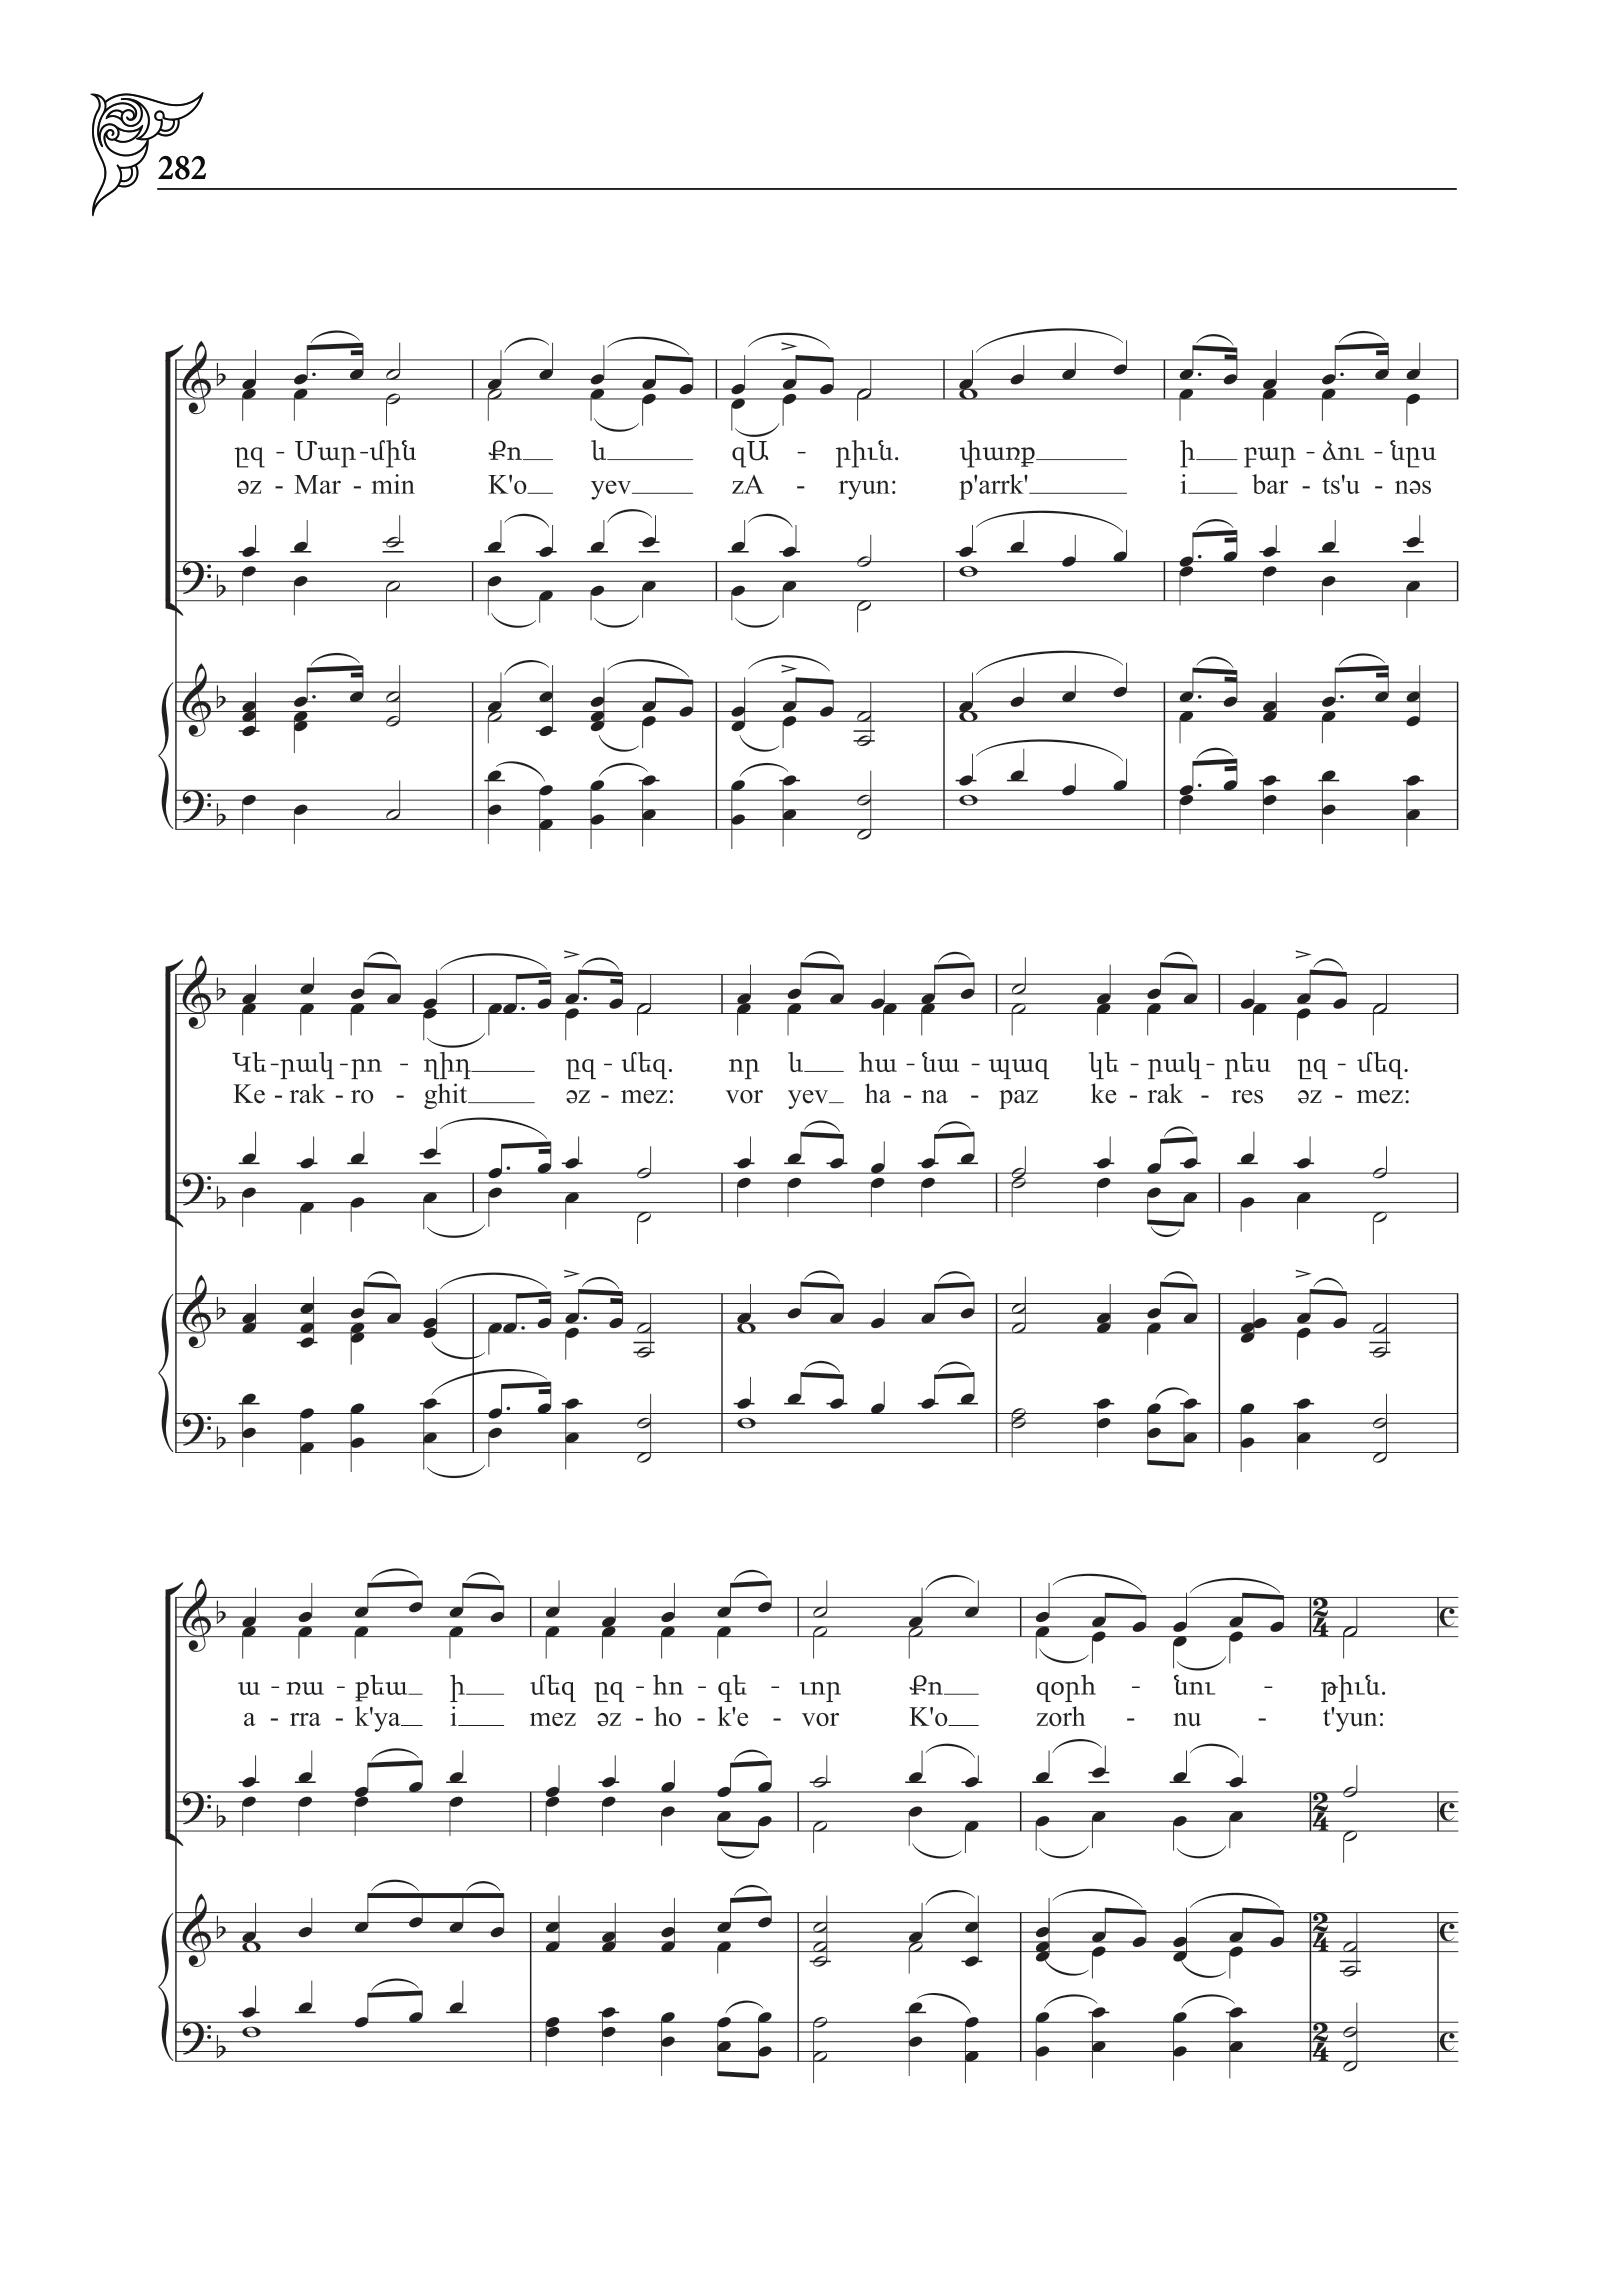 282
ըզ - Մար - մին Քո և զԱ - րիւն. փառք ի բար - ձու - նըս
əz - Mar - min K'o yev zA - ryun: p'arrk' i bar - ts'u - nəs
Կե - րակ - րո - ղիդ ըզ - մեզ. որ և հա - նա - պազ կե - րակ - րես ըզ - մեզ.
Ke - rak - ro - ghit əz - mez: vor yev ha - na - paz ke - rak - res əz - mez:
ա - ռա - քեա ի մեզ ըզ - հո - գե - ւոր Քո զօրհ - նու - թիւն.
a - rra - k'ya i mez əz - ho - k'e - vor K'o zorh - nu - t'yun: